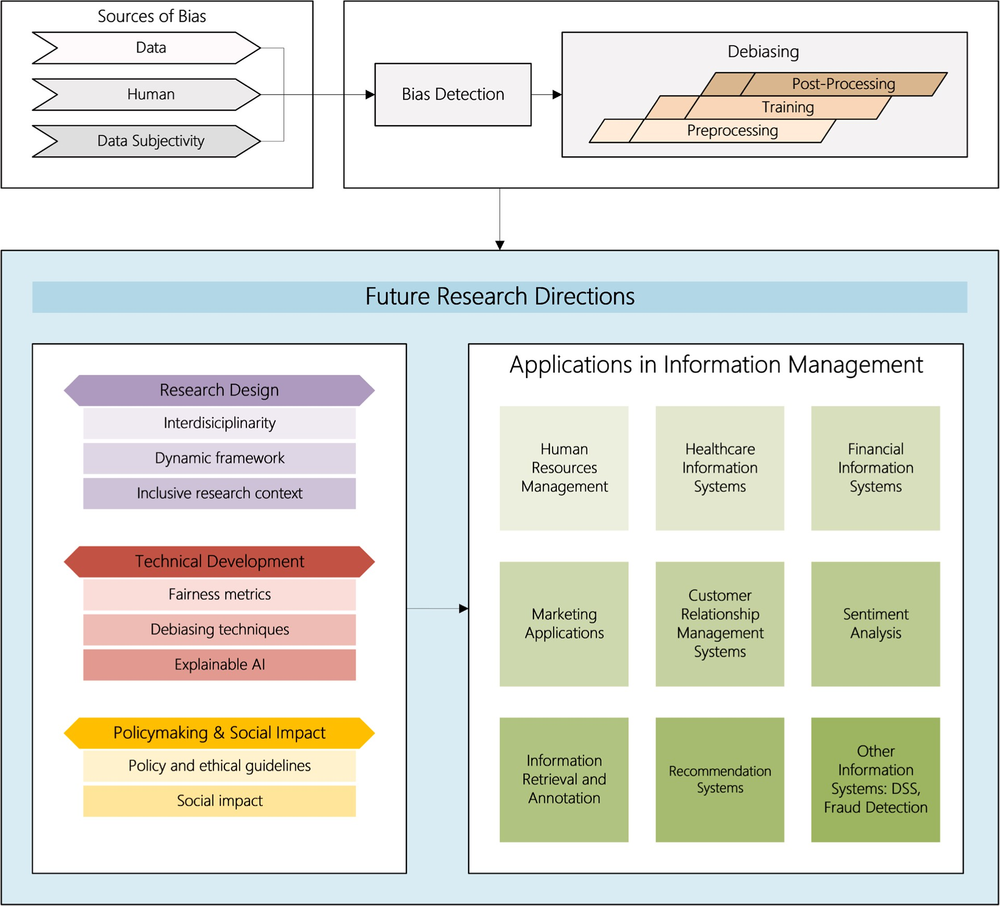 Sources of Bias
Data
Human
Data Subjectivity
Bias Detection
Debiasing
Post-Processing
Training
Preprocessing
Future Research Directions
Research Design
Interdisiciplinarity
Dynamic framework
Inclusive research context
Technical Development
Fairness metrics
Debiasing techniques
Explainable AI
Policymaking & Social Impact
Policy and ethical guidelines
Social impact
Applications in Information Management
Human
Resources
Management
Healthcare
Information
Systems
Financial
Information
Systems
Marketing
Applications
Customer
Relationship
Management
Systems
Sentiment
Analysis
Information
Retrieval and
Annotation
Recommendation
Systems
Other
Information
Systems: DSS,
Fraud Detection